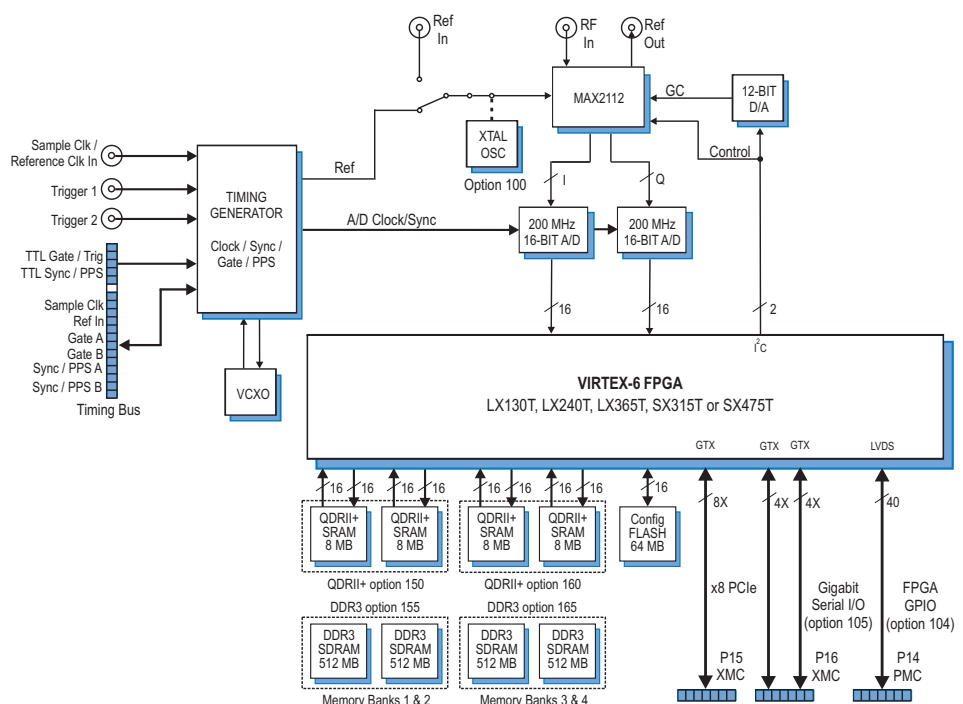 Ref
In
RF
In
Ref
Out
MAX2112
GC
12-BIT
D/A
XTAL
OSC
Option 100
Control
Sample Clk /
Reference Clk In
Trigger 1
Trigger 2
TTL Gate / Trig
TTL Sync / PPS
Sample Clk
Ref In
Gate A
Gate B
Sync / PPS A
Sync / PPS B
Timing Bus
TIMING
GENERATOR
Clock / Sync /
Gate / PPS
Ref
A/D Clock/Sync
VCXO
I
Q
200 MHz
16-BIT A/D
200 MHz
16-BIT A/D
16
16
2
I2C
VIRTEX-6 FPGA
LX130T, LX240T, LX365T, SX315T or SX475T
GTX
GTX
GTX
LVDS
16
16
16
16
16
16
16
16
16
8X
4X
4X
40
QDRII+
SRAM
8 MB
QDRII+
SRAM
8 MB
QDRII+ option 150
QDRII+
SRAM
8 MB
QDRII+
SRAM
8 MB
QDRII+ option 160
Config
FLASH
64 MB
DDR3 option 155
DDR3
SDRAM
512 MB
DDR3
SDRAM
512 MB
Memory Banks 1 & 2
DDR3 option 165
DDR3
SDRAM
512 MB
DDR3
SDRAM
512 MB
Memory Banks 3 & 4
x8 PCIe
Gigabit
Serial I/O
(option 105)
FPGA
GPIO
(option 104)
P15
XMC
P16
XMC
P14
PMC